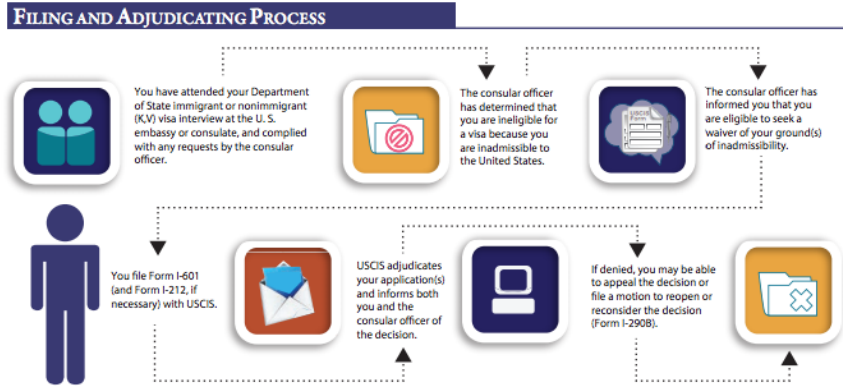 FILING AND ADJUDICATING PROCESS
You have attended your Department
of State immigrant or nonimmigrant
(K,V) visa interview at the U. S.
embassy or consulate, and complied
with any requests by the consular
officer.
The consular officer
has determined that
you are ineligible for
a visa because you
are inadmissible to
the United States.
USCIS
Form
The consular officer has
informed you that you
are eligible to seek a
waiver of your ground(s)
of inadmissibility.
You file Form I-601
(and Form I-212, if
necessary) with USCIS.
USCIS adjudicates
your application(s)
and informs both
you and the
consular officer of
the decision.
If denied, you may be able
to appeal the decision or
file a motion to reopen or
reconsider the decision
(Form I-290B).